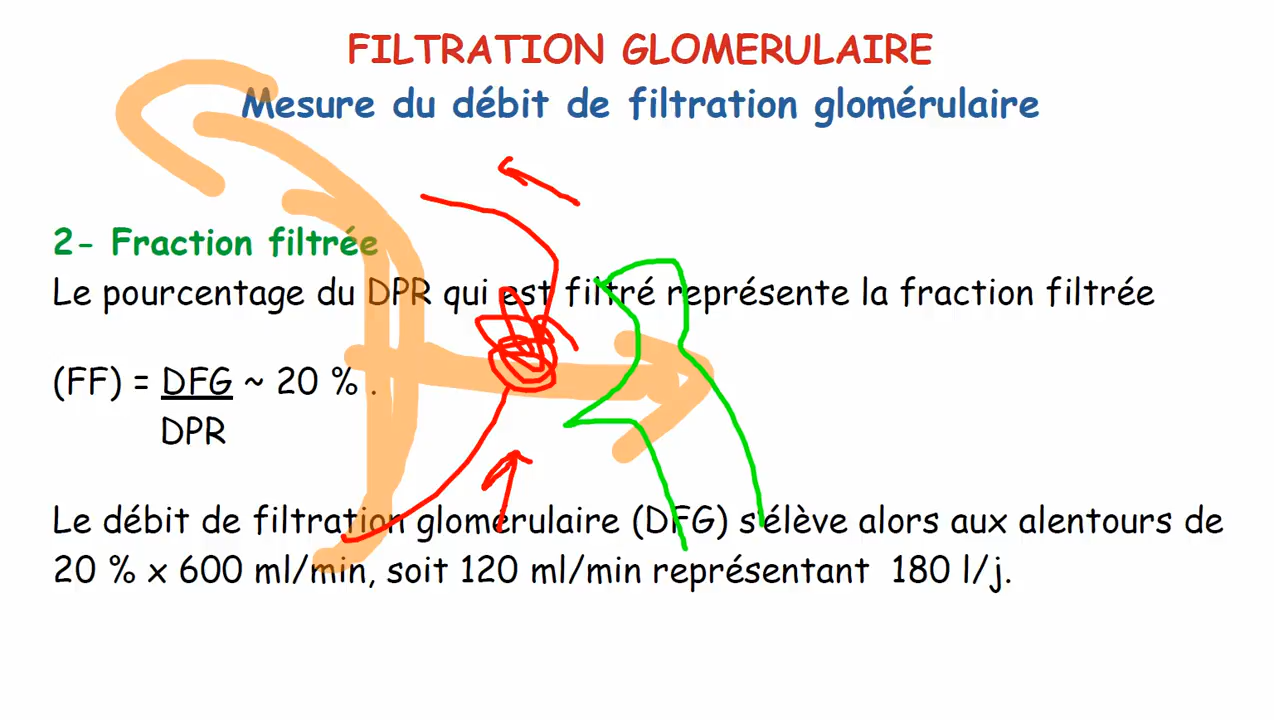 FILTRATION GLOMERULAIRE
Mesure du débit de filtration glomérulaire
2- Fraction filtrée
Le pourcentage du DPR qui est filtré représente la fraction filtrée
(FF) = DFG ~ 20 % .
DPR
Le débit de filtration glomérulaire (DFG) s'élève alors aux alentours de
20 % x 600 ml/min, soit 120 ml/min représentant 180 l/j.